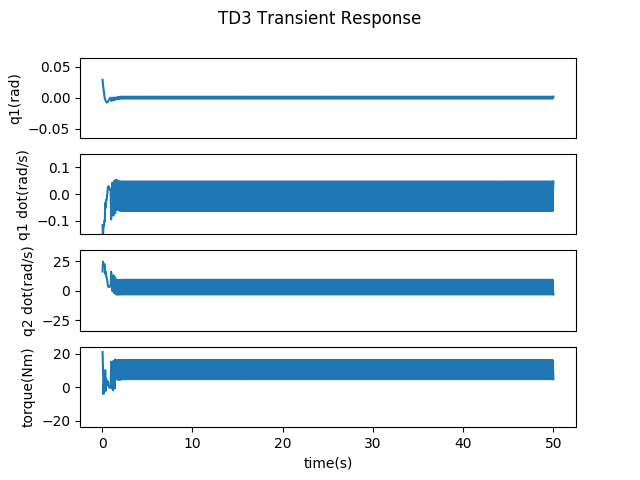 TD3 Transient Response
q1(rad)
0.05
0.00
−0.05
q1 dot(rad/s)
0.1
0.0
−0.1
q2 dot(rad/s)
25
0
−25
torque(Nm)
20
0
−20
0 10 20 30 40 50
time(s)